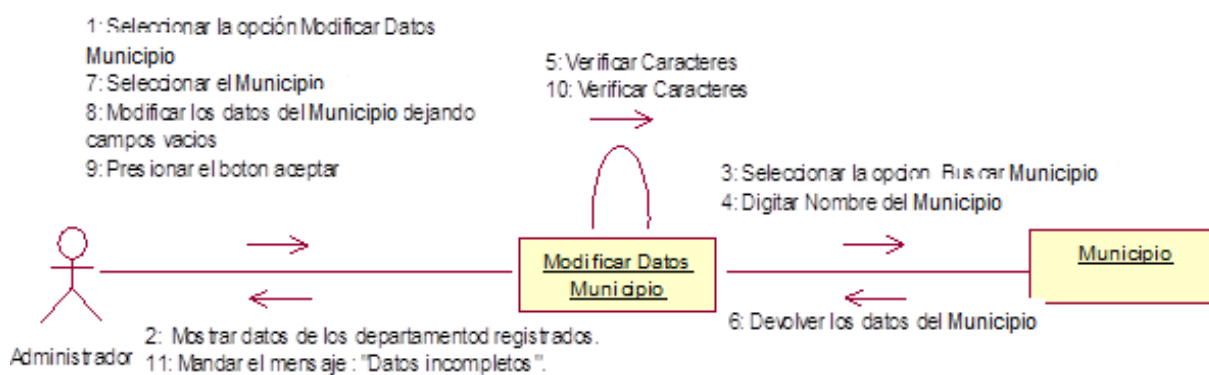 1: Seleccionar la opción Modificar Datos
Municipio
7: Seleccionar el Municipio
8: Modificar los datos del Municipio dejando
campos vacios
9: Presionar el boton aceptar
5: Verificar Caracteres
10: Verificar Caracteres
3: Seleccionar la opcion Buscar Municipio
4: Digitar Nombre del Municipio
Modificar Datos
Municipio
Municipio
6: Devolver los datos del Municipio
2: Mostrar datos de los departamentod registrados.
Administrador
11: Mandar el mensaje : "Datos incompletos".